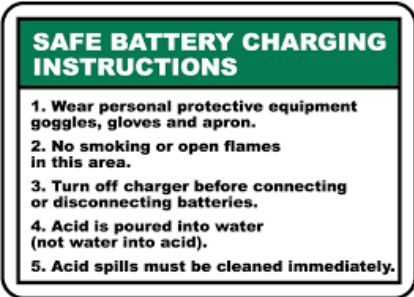 SAFE BATTERY CHARGING
INSTRUCTIONS
1. Wear personal protective equipment
goggles, gloves and apron.
2. No smoking or open flames
in this area.
3. Turn off charger before connecting
or disconnecting batteries.
4. Acid is poured into water
(not water into acid).
5. Acid spills must be cleaned immediately.